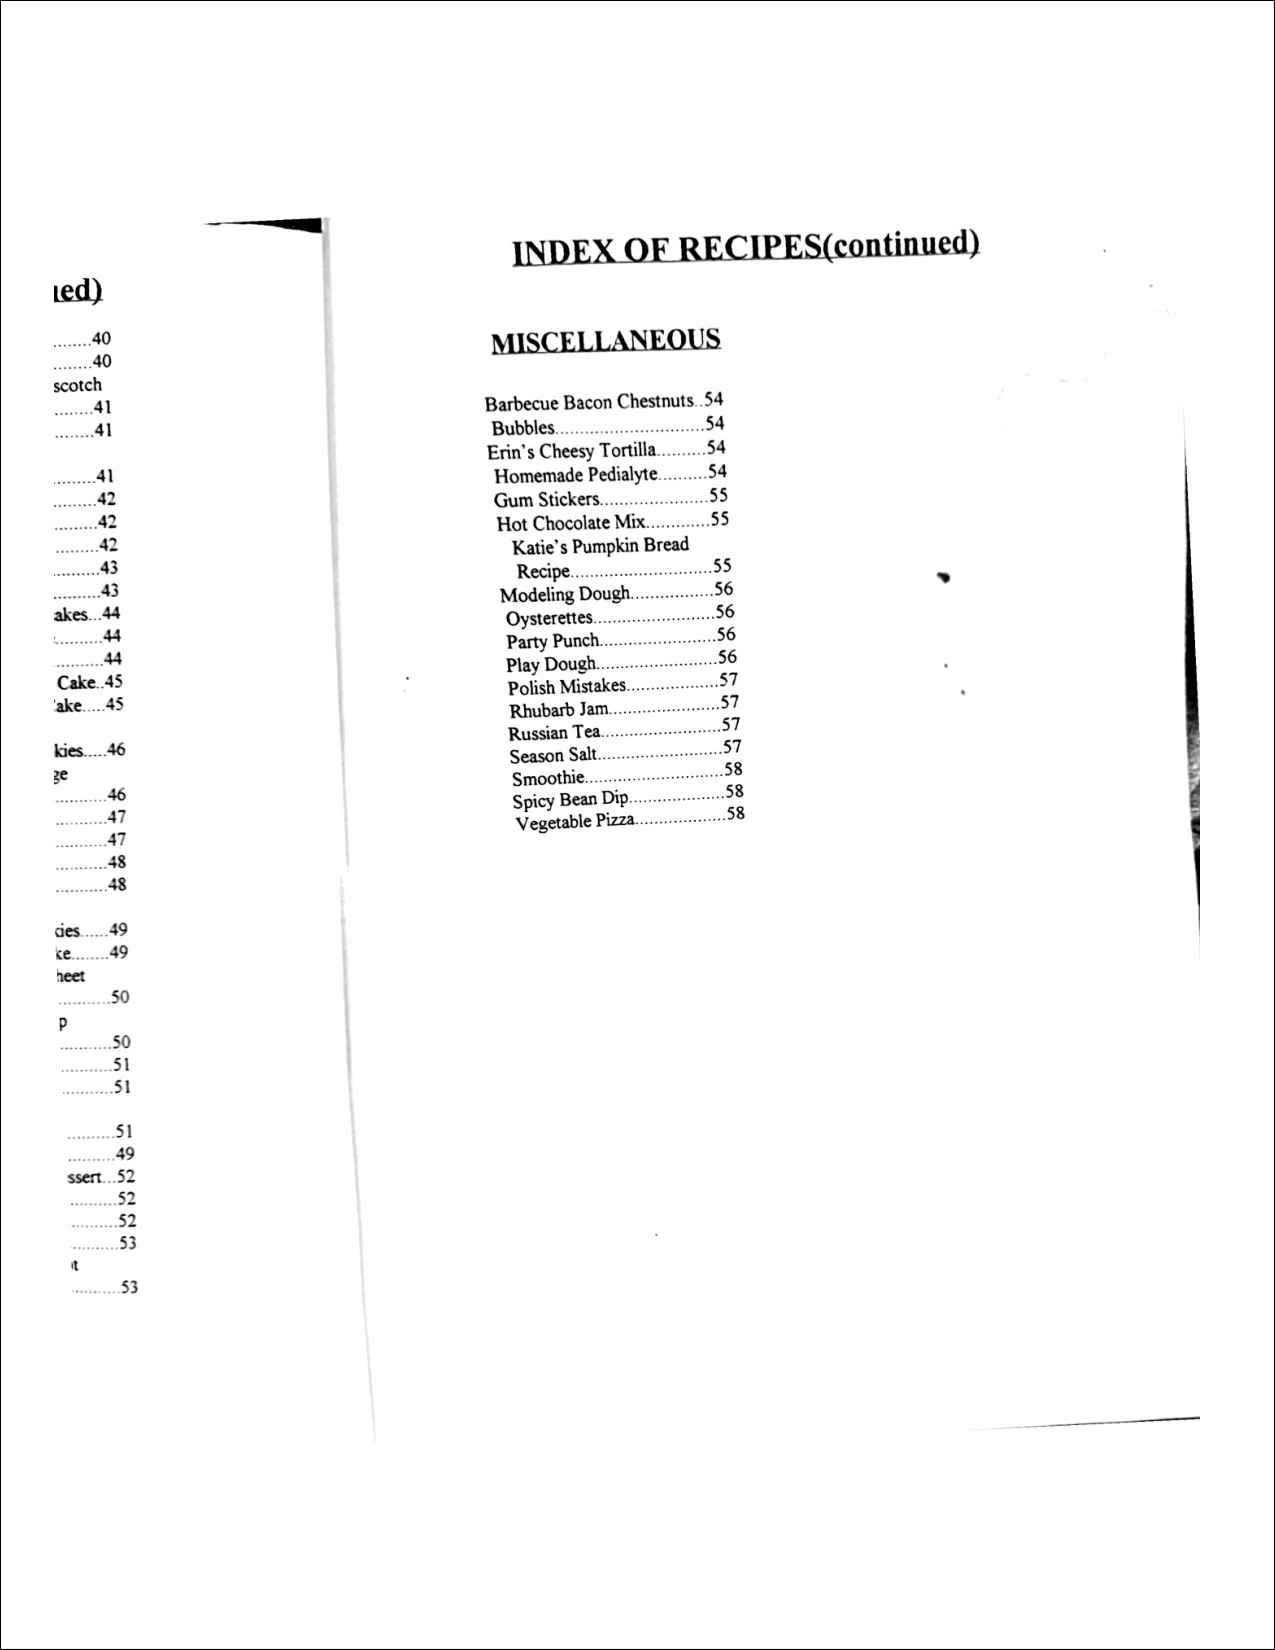 ued)
........40
........40
scotch
........41
........41
.........41
.........42
.........42
.........42
..........43
..........43
akes...44
..........44
..........44
Cake..45
ake.....45
kies.....46
ge
...........46
...........47
...........47
...........48
...........48
cies......49
ke........49
heet
...........50
p
...........50
...........51
...........51
..........51
..........49
ssert...52
..........52
..........52
..........53
t
...........53
INDEX OF RECIPES(continued)
MISCELLANEOUS
Barbecue Bacon Chestnuts..54
Bubbles..............................54
Erin's Cheesy Tortilla..........54
Homemade Pedialyte..........54
Gum Stickers......................55
Hot Chocolate Mix.............55
Katie's Pumpkin Bread
Recipe.............................55
Modeling Dough.................56
Oysterettes.........................56
Party Punch........................56
Play Dough.........................56
Polish Mistakes...................57
Rhubarb Jam.......................57
Russian Tea.........................57
Season Salt..........................57
Smoothie............................58
Spicy Bean Dip....................58
Vegetable Pizza...................58